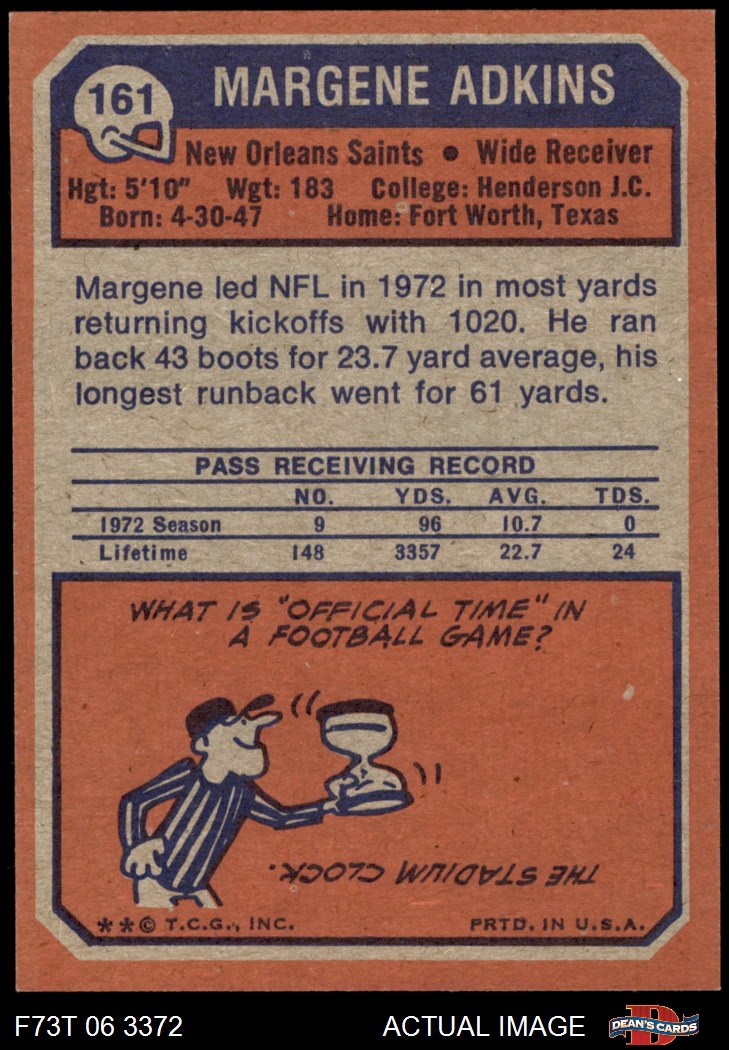 161
MARGENE ADKINS
New Orleans Saints • Wide Receiver
Hgt: 5'10" Wgt: 183 College: Henderson J.C.
Born: 4-30-47 Home: Fort Worth, Texas
Margene led NFL in 1972 in most yards
returning kickoffs with 1020. He ran
back 43 boots for 23.7 yard average, his
longest runback went for 61 yards.
PASS RECEIVING RECORD
NO. YDS. AVG. TDS.
1972 Season 9 96 10.7 0
Lifetime 148 3357 22.7 24
WHAT IS "OFFICIAL TIME" IN
A FOOTBALL GAME?
THE STADIUM CLOCK.
**© T.C.G., INC. PRTD. IN U.S.A.
F73T 06 3372 ACTUAL IMAGE D DEAN'S CARDS